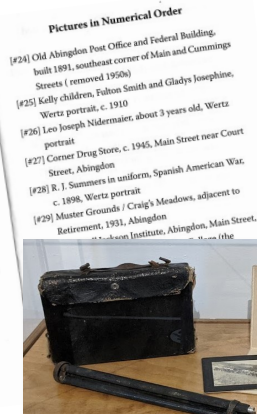 Pictures in Numerical Order
[#24] Old Abingdon Post Office and Federal Building,
built 1891, southeast corner of Main and Cummings
Streets ( removed 1950s)
[#25] Kelly children, Fulton Smith and Gladys Josephine,
Wertz portrait, c. 1910
[#26] Leo Joseph Nidermaier, about 3 years old, Wertz
portrait
[#27] Corner Drug Store, c. 1945, Main Street near Court
Street, Abingdon
[#28] R. J. Summers in uniform, Spanish American War,
c. 1898, Wertz portrait
[#29] Muster Grounds / Craig's Meadows, adjacent to
Retirement, 1931, Abingdon
Jackson Institute, Abingdon, Main Street,
(the